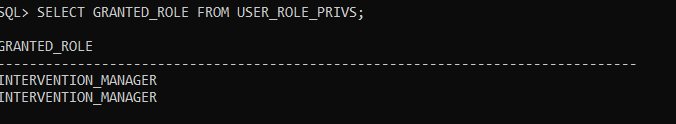 SQL> SELECT GRANTED_ROLE FROM USER_ROLE_PRIVS;
GRANTED_ROLE
--------------------------------------------------------------------------------
INTERVENTION_MANAGER
INTERVENTION_MANAGER